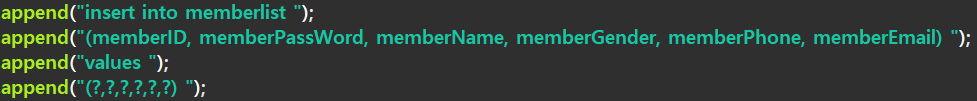 append("insert into memberlist ");
append("(memberID, memberPassWord, memberName, memberGender, memberPhone, memberEmail) ");
append("values ");
append("(?,?,?,?,?,?) ");